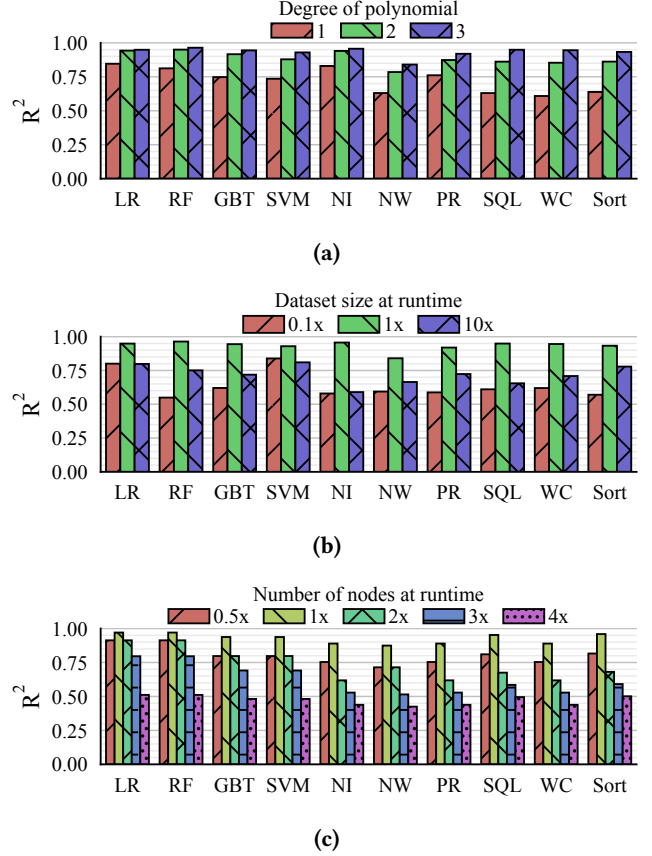 Degree of polynomial
1 2 3
1.00
0.75
0.50
0.25
0.00
R²
LR RF GBT SVM NI NW PR SQL WC Sort
(a)
Dataset size at runtime
0.1x 1x 10x
1.00
0.75
0.50
0.25
0.00
R²
LR RF GBT SVM NI NW PR SQL WC Sort
(b)
Number of nodes at runtime
0.5x 1x 2x 3x 4x
1.00
0.75
0.50
0.25
0.00
R²
LR RF GBT SVM NI NW PR SQL WC Sort
(c)